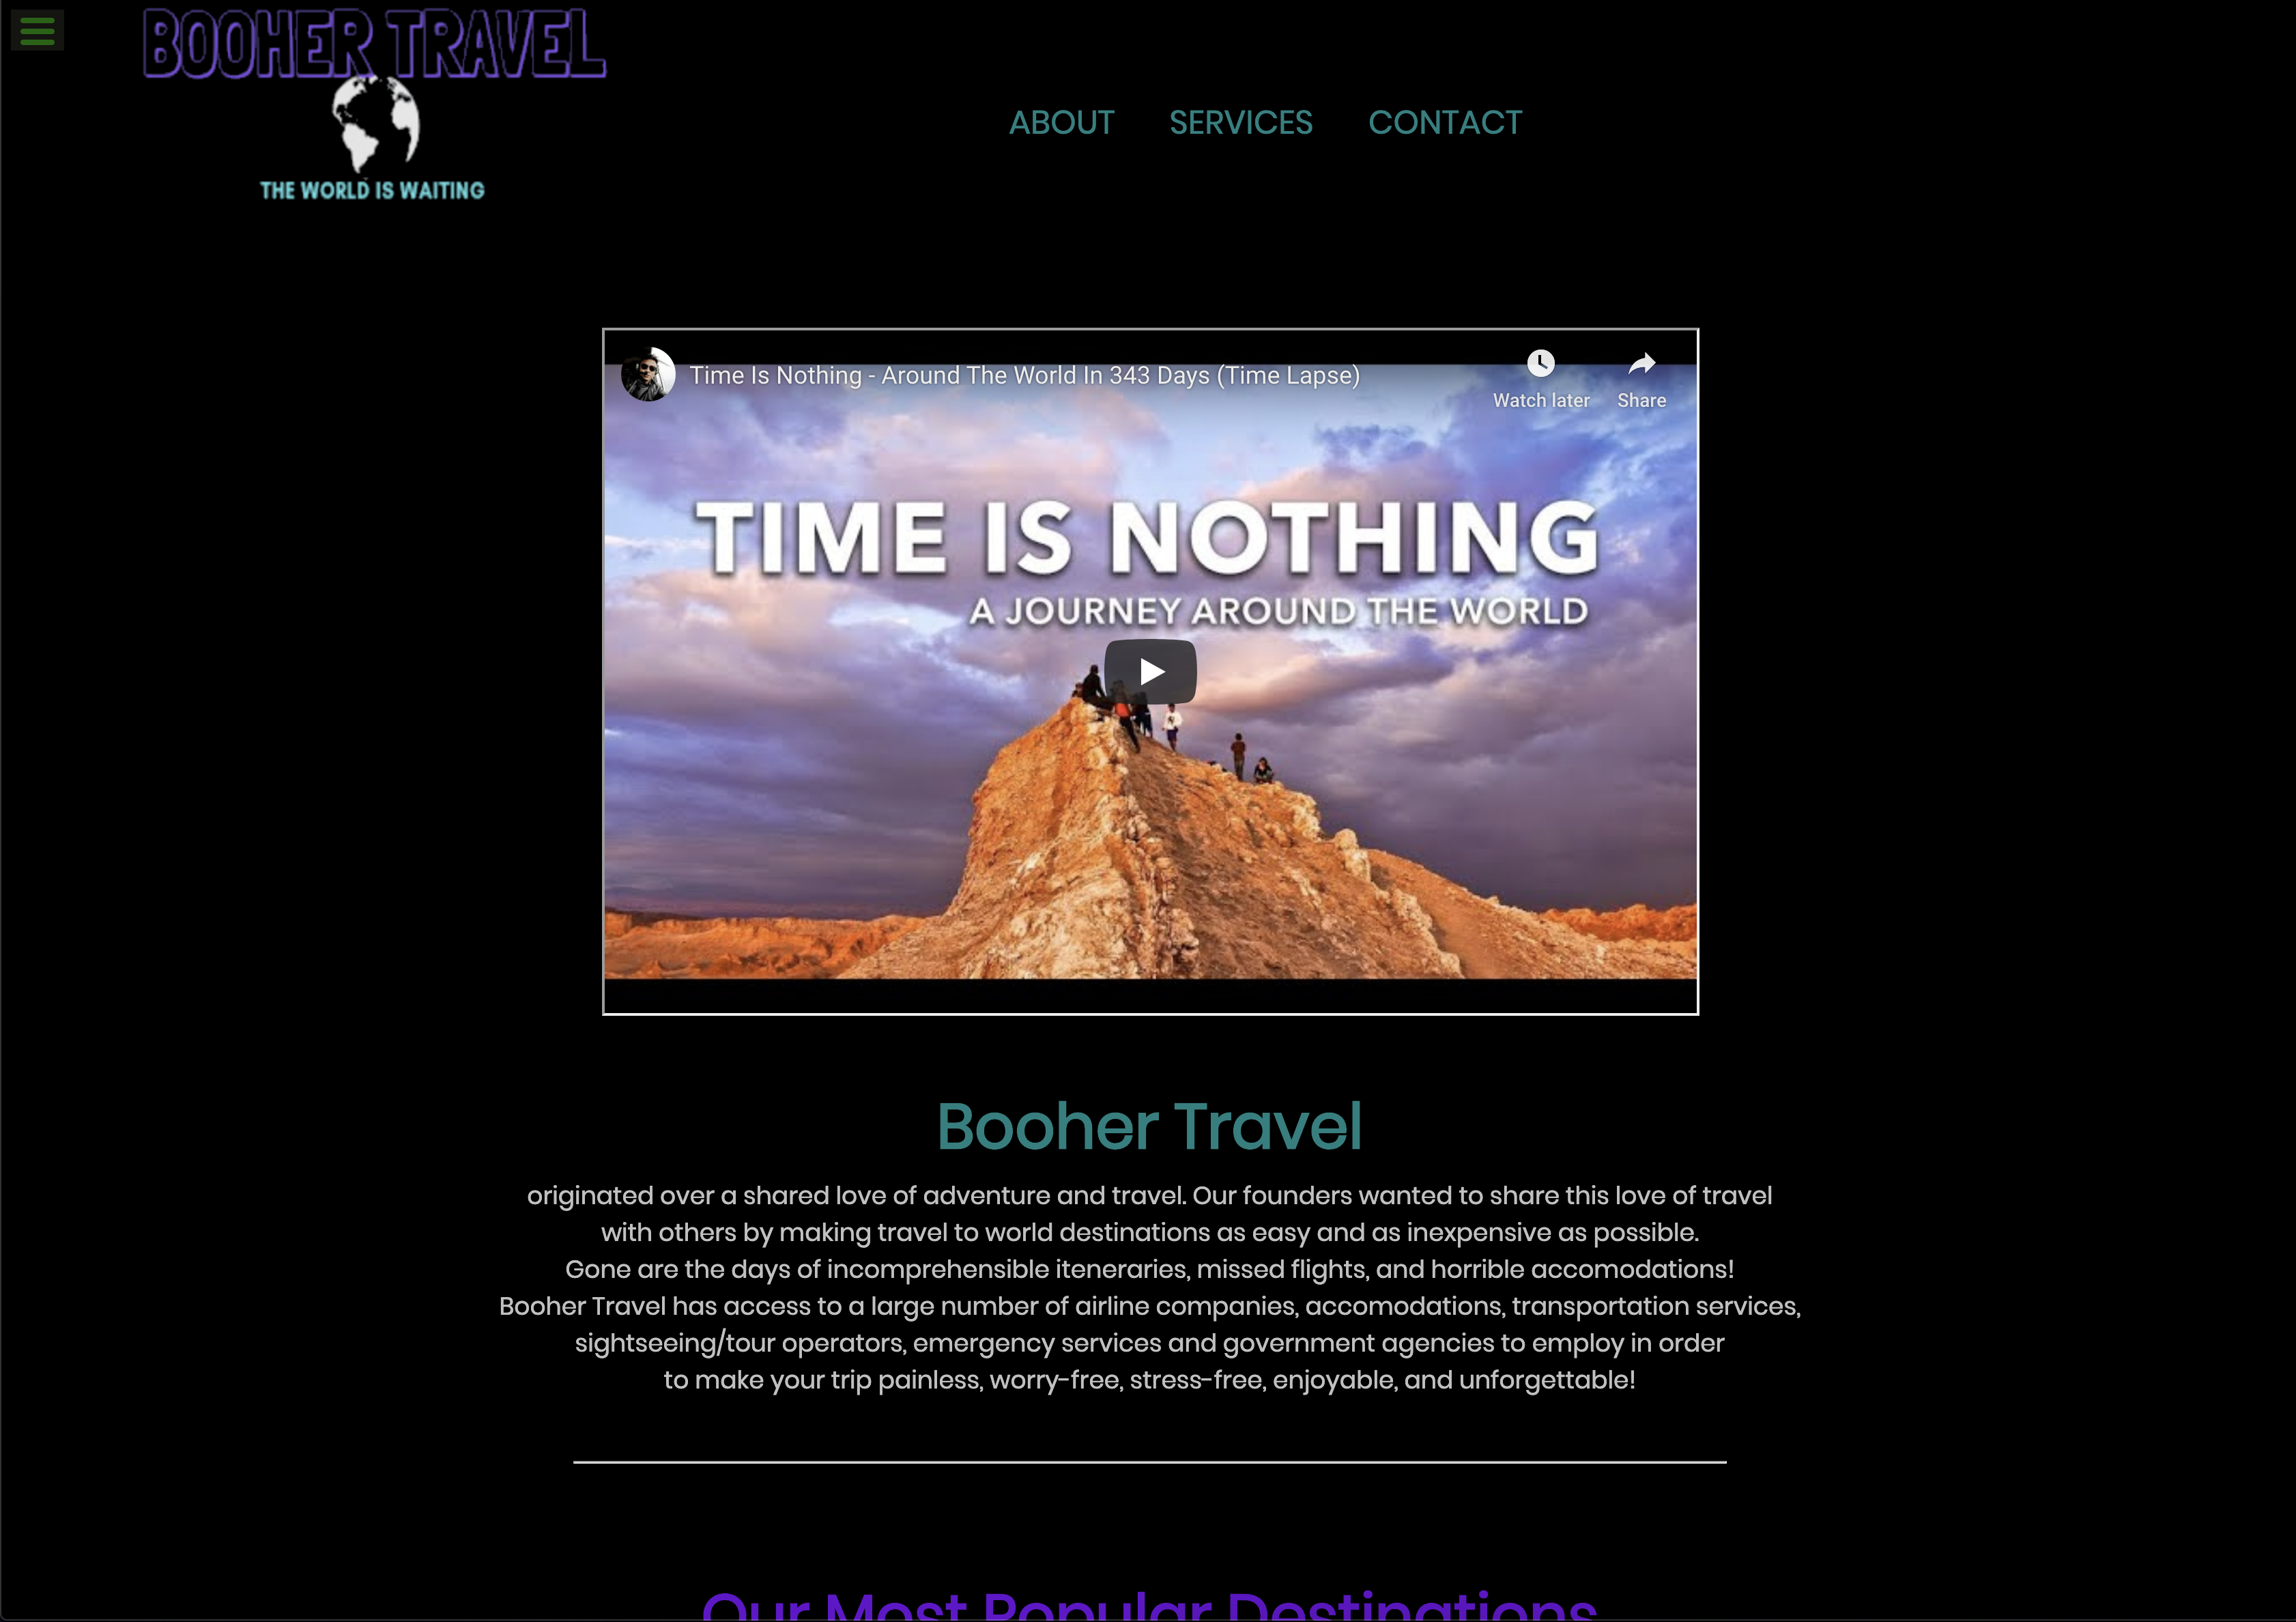 BOOHER TRAVEL
THE WORLD IS WAITING
ABOUT SERVICES CONTACT
Time Is Nothing - Around The World In 343 Days (Time Lapse)
Watch later Share
TIME IS NOTHING
A JOURNEY AROUND THE WORLD
Booher Travel
originated over a shared love of adventure and travel. Our founders wanted to share this love of travel
with others by making travel to world destinations as easy and as inexpensive as possible.
Gone are the days of incomprehensible iteneraries, missed flights, and horrible accomodations!
Booher Travel has access to a large number of airline companies, accomodations, transportation services,
sightseeing/tour operators, emergency services and government agencies to employ in order
to make your trip painless, worry-free, stress-free, enjoyable, and unforgettable!
Our Most Popular Destinations